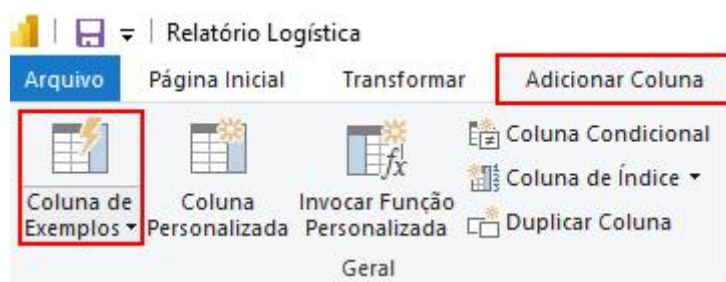 Relatório Logística
Arquivo Página Inicial Transformar Adicionar Coluna
Coluna de Exemplos
Coluna Personalizada
Invocar Função Personalizada
Coluna Condicional
Coluna de Índice
Duplicar Coluna
Geral